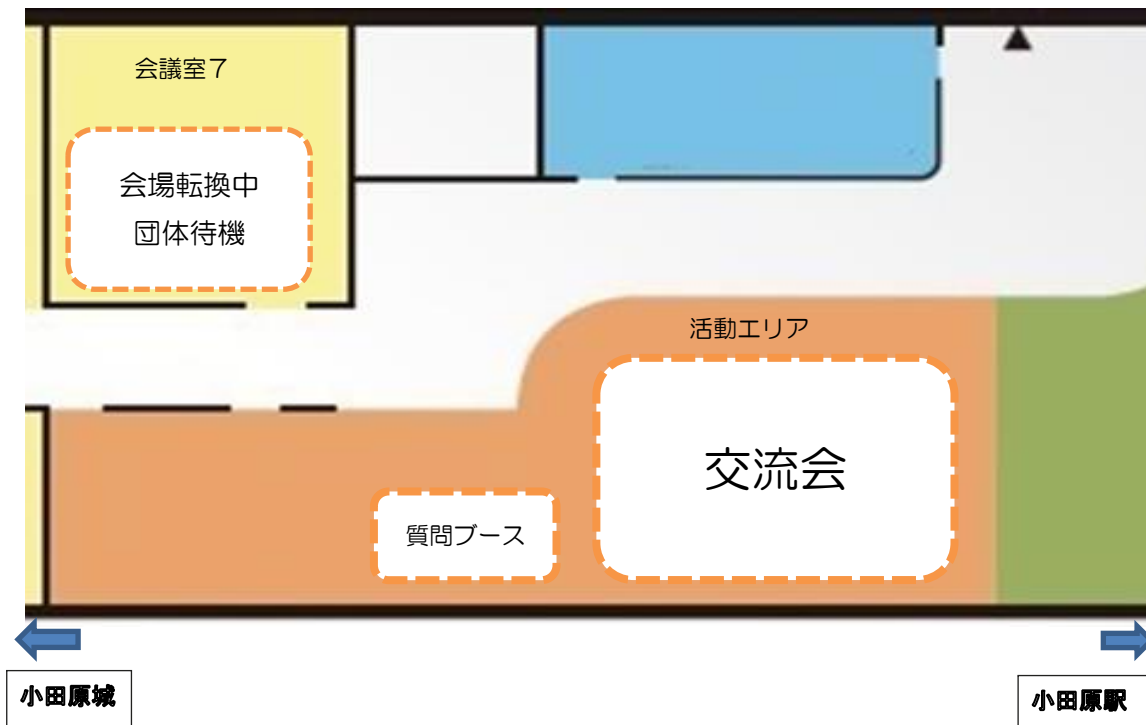 会議室７
会場転換中
団体待機
活動エリア
交流会
質問ブース
小田原城
小田原駅